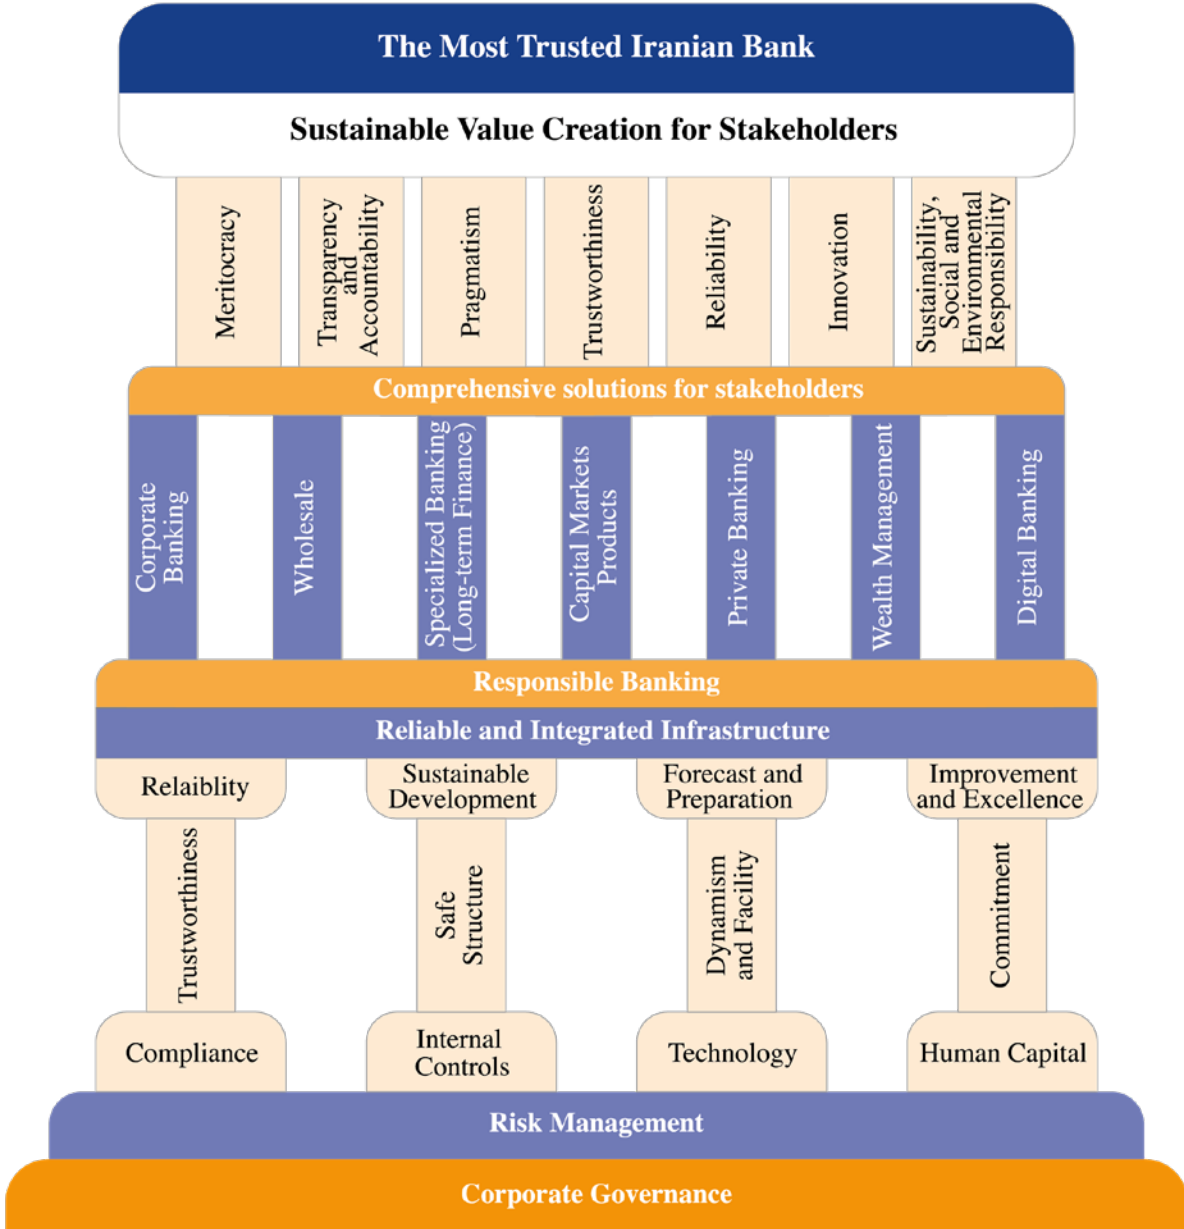 The Most Trusted Iranian Bank
Sustainable Value Creation for Stakeholders
Meritocracy
Transparency
and
Accountability
Pragmatism
Trustworthiness
Reliability
Innovation
Sustainability,
Social and
Environmental
Responsibility
Comprehensive solutions for stakeholders
Corporate
Banking
Wholesale
Specialized Banking
(Long-term Finance)
Capital Markets
Products
Private Banking
Wealth Management
Digital Banking
Responsible Banking
Reliable and Integrated Infrastructure
Relaiblity
Sustainable
Development
Forecast and
Preparation
Improvement
and Excellence
Trustworthiness
Safe
Structure
Dynamism
and Facility
Commitment
Compliance
Internal
Controls
Technology
Human Capital
Risk Management
Corporate Governance